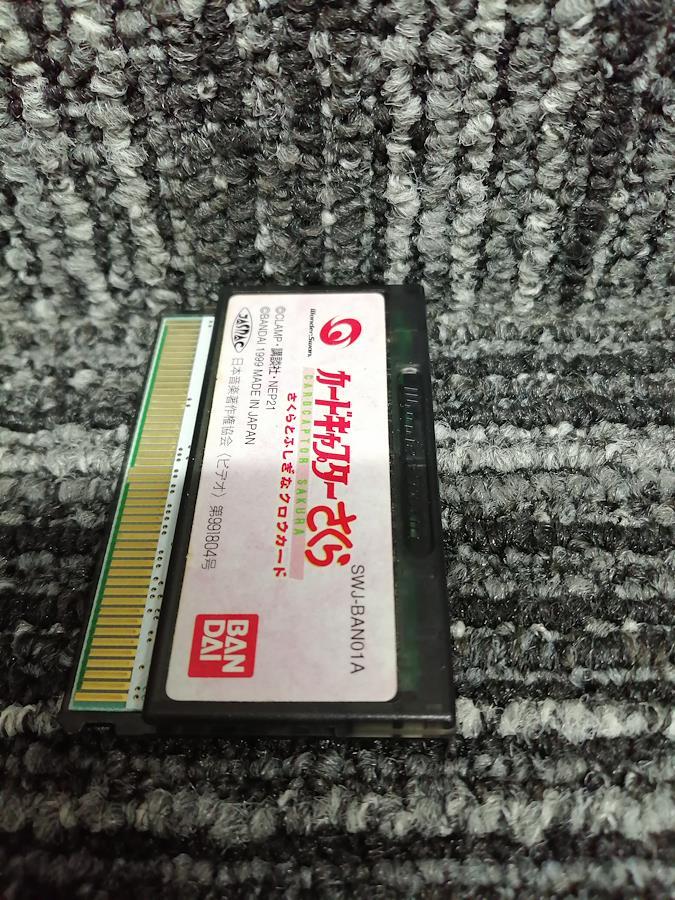 WonderSwan
カードキャプターさくら
CARDCAPTOR SAKURA
さくらとふしぎなクロウカード
SWJ-BAN01A
©CLAMP・講談社・NEP21
©BANDAI 1999 MADE IN JAPAN
JASRAC
日本音楽著作権協会(ビデオ)第991804号
BAN
DAI